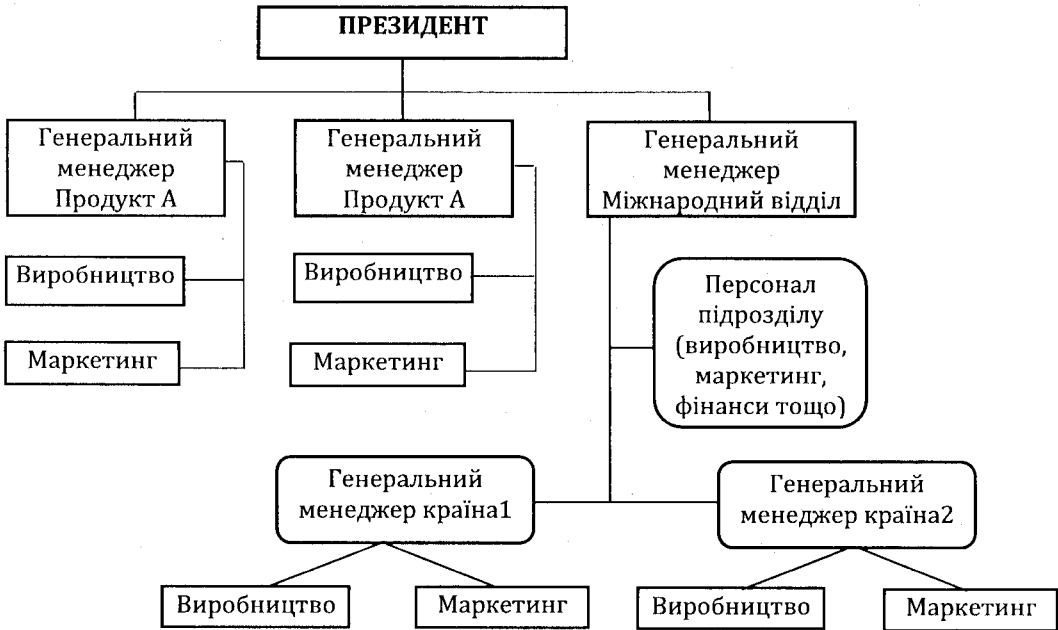 ПРЕЗИДЕНТ
Генеральний
менеджер
Продукт А
Генеральний
менеджер
Продукт А
Генеральний
менеджер
Міжнародний відділ
Виробництво
Маркетинг
Виробництво
Маркетинг
Персонал
підрозділу
(виробництво,
маркетинг,
фінанси тощо)
Генеральний
менеджер країна1
Генеральний
менеджер країна2
Виробництво
Маркетинг
Виробництво
Маркетинг